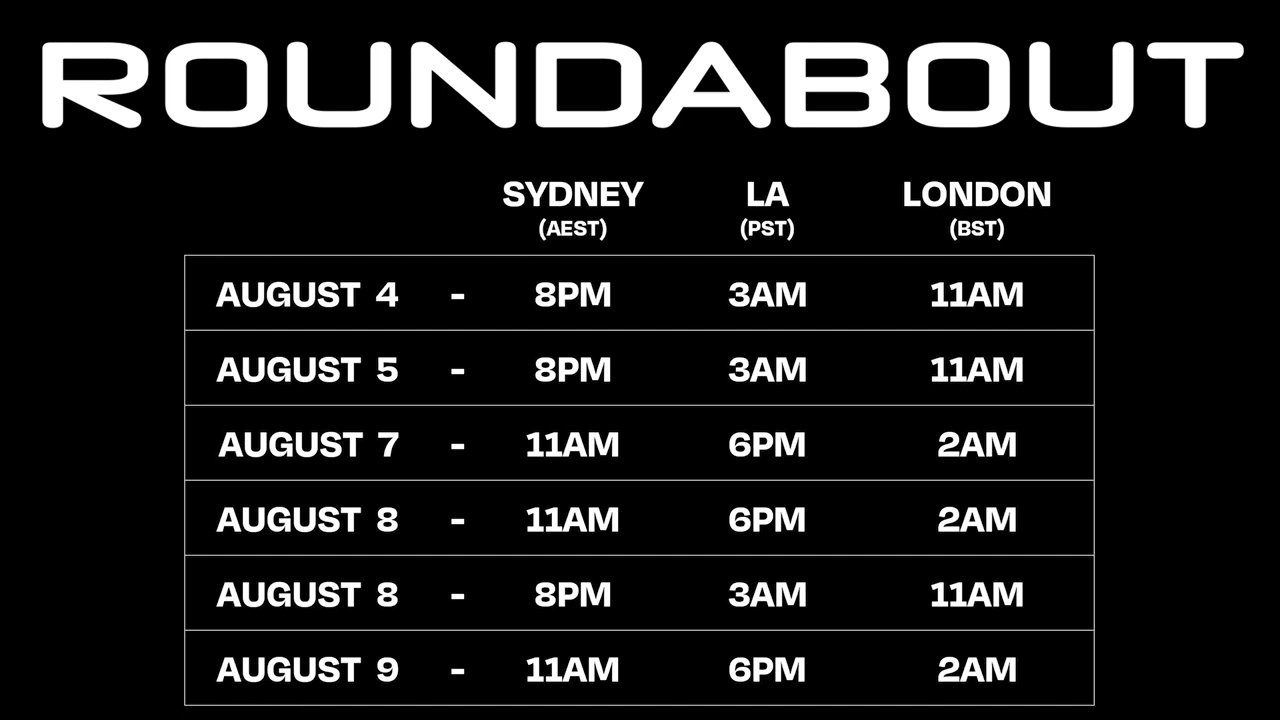 ROUNDABOUT
SYDNEY LA LONDON
(AEST) (PST) (BST)
AUGUST 4 - 8PM 3AM 11AM
AUGUST 5 - 8PM 3AM 11AM
AUGUST 7 - 11AM 6PM 2AM
AUGUST 8 - 11AM 6PM 2AM
AUGUST 8 - 8PM 3AM 11AM
AUGUST 9 - 11AM 6PM 2AM